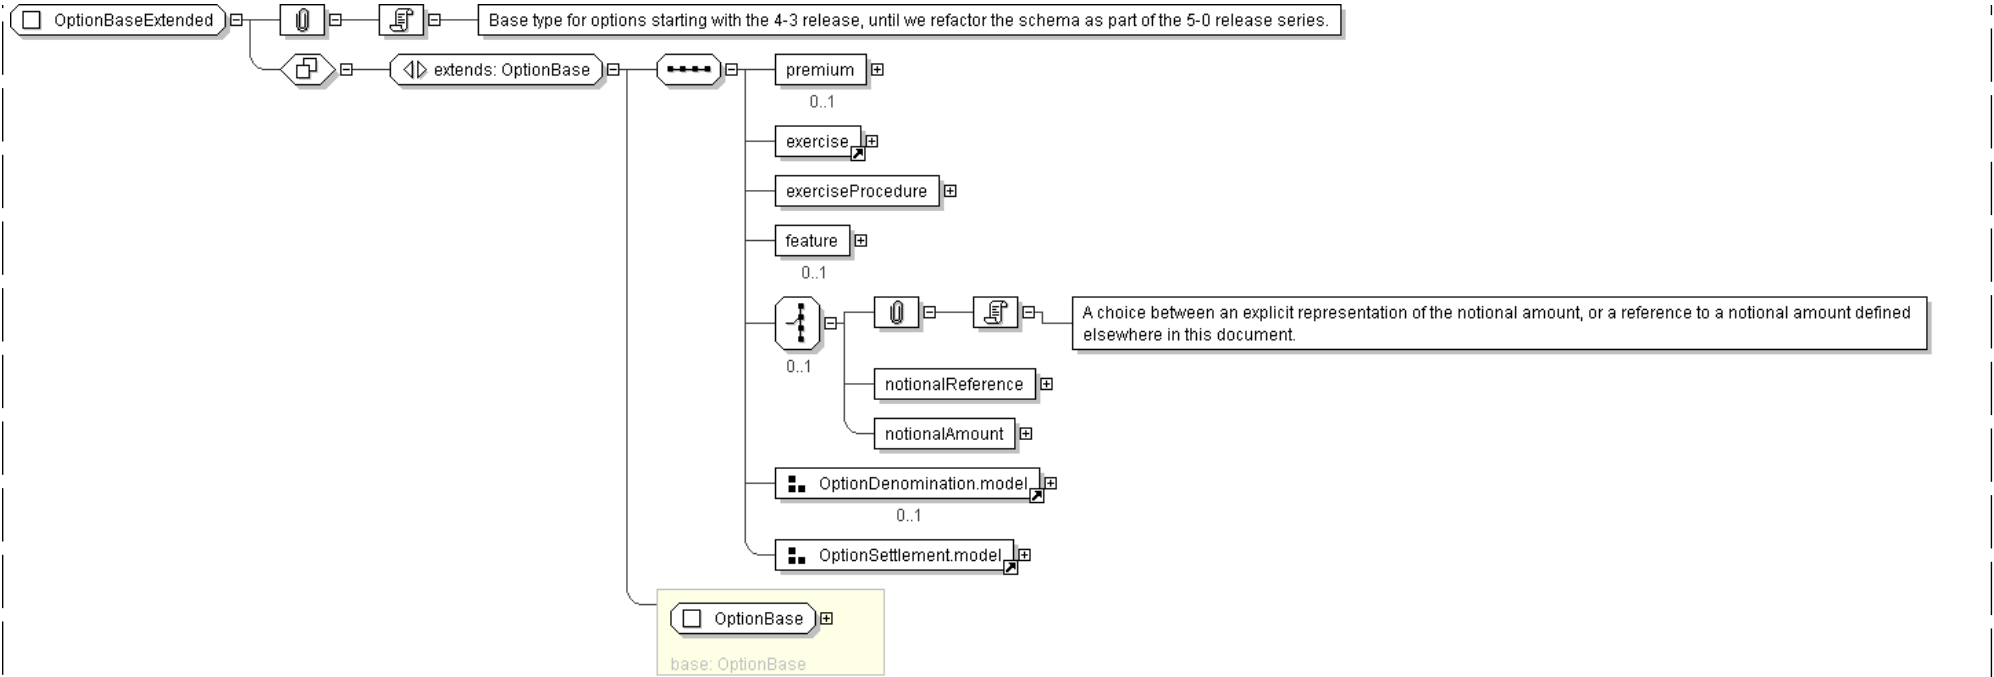 OptionBaseExtended
Base type for options starting with the 4-3 release, until we refactor the schema as part of the 5-0 release series.
extends: OptionBase
premium
0..1
exercise
exerciseProcedure
feature
0..1
A choice between an explicit representation of the notional amount, or a reference to a notional amount defined
elsewhere in this document.
0..1
notionalReference
notionalAmount
OptionDenomination.model
0..1
OptionSettlement.model
OptionBase
base: OptionBase